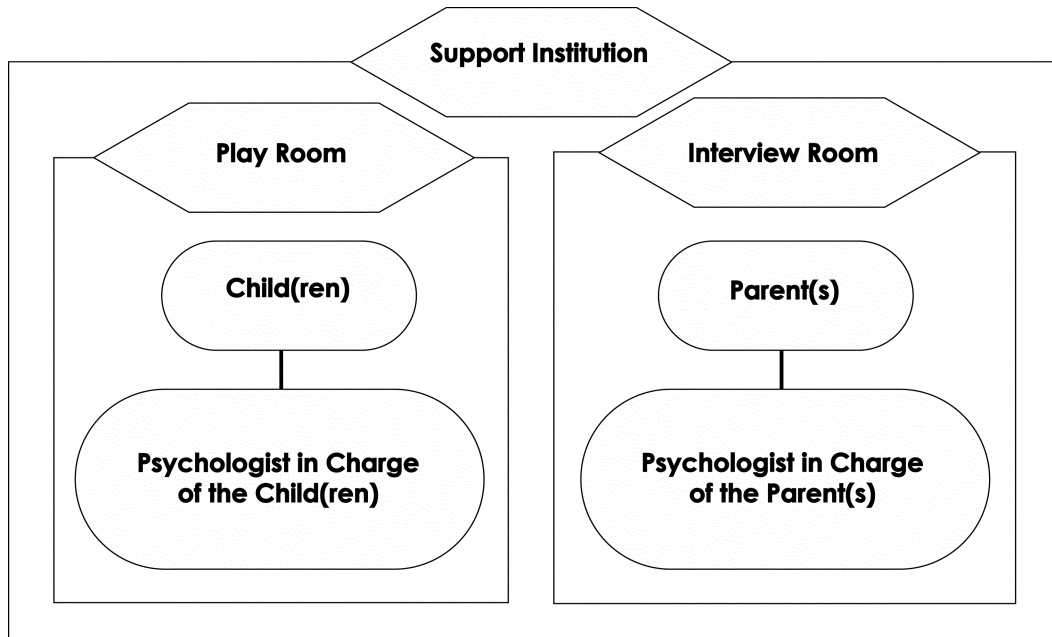 Support Institution
Play Room
Interview Room
Child(ren)
Parent(s)
Psychologist in Charge
of the Child(ren)
Psychologist in Charge
of the Parent(s)